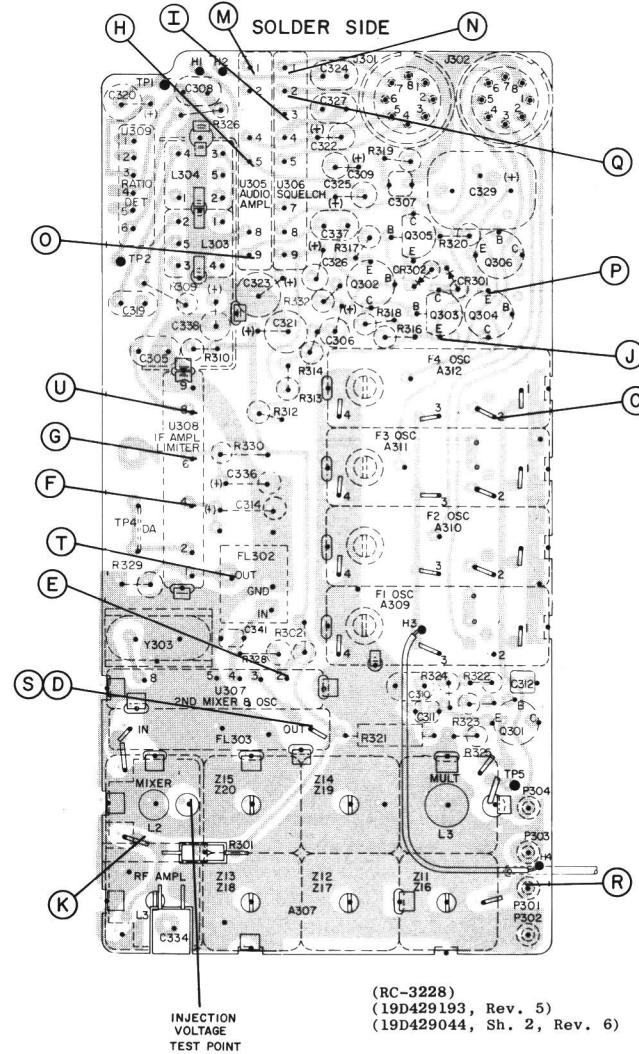 SOLDER SIDE
M
I
H
N
Q
O
P
J
C
U
G
F
T
E
S D
K
R
H1 H2
TP1
C320
(+)
C308
R326
U309
1
2
3
4
5
6
RATIO
DET
L304
L303
TP2
R309
C319
C338
(+)
C305
R310
U305
AUDIO
AMPL
U306
SQUELCH
C324
J301
J302
C327
(+)
C322
R319
(+)
C309
C325
C307
C329
(+)
C337
R317
C326
Q305
R320
Q306
CR302
CR301
C323
(+)
R332
Q302
Q303
Q304
R318
R316
C321
(+)
C306
R314
R313
R312
F4 OSC
A312
F3 OSC
A311
F2 OSC
A310
F1 OSC
A309
H3
U308
IF AMPL
LIMITER
R330
C336
(+)
C314
(+)
TP4
DA
R329
FL302
OUT
GND
IN
C341
R302
R328
Y303
U307
2ND MIXER & OSC
IN
FL303
OUT
R324
R322
C312
C310
C311
R323
Q301
R321
R325
TP5
P304
P303
H4
P301
P302
MIXER
L2
Z15
Z20
Z14
Z19
MULT
L3
R301
RF AMPL
L3
C334
Z13
Z18
Z12
Z17
Z11
Z16
A307
INJECTION
VOLTAGE
TEST POINT
(RC-3228)
(19D429193, Rev. 5)
(19D429044, Sh. 2, Rev. 6)